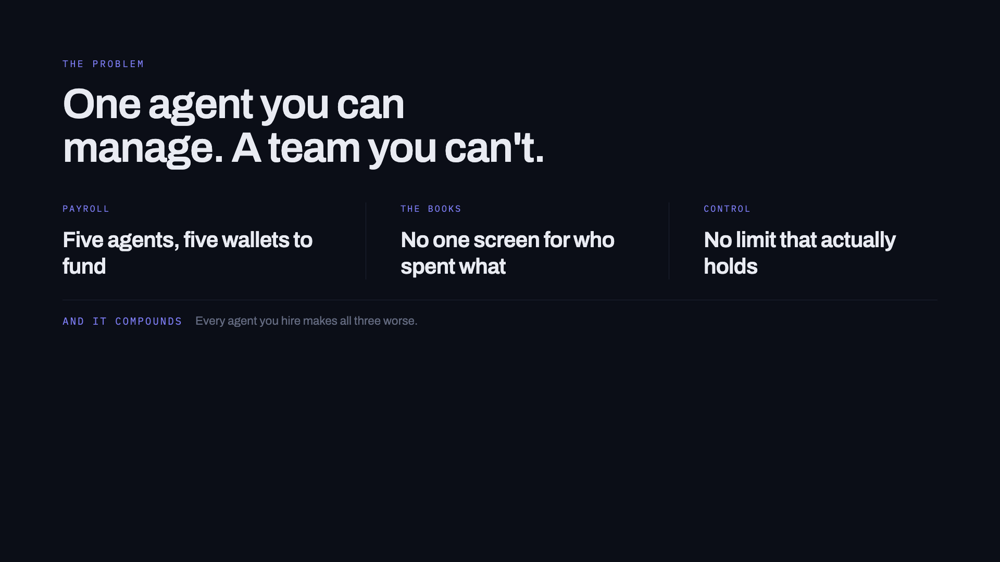 THE PROBLEM
One agent you can
manage. A team you can't.
PAYROLL
Five agents, five wallets to
fund
THE BOOKS
No one screen for who
spent what
CONTROL
No limit that actually
holds
AND IT COMPOUNDS Every agent you hire makes all three worse.